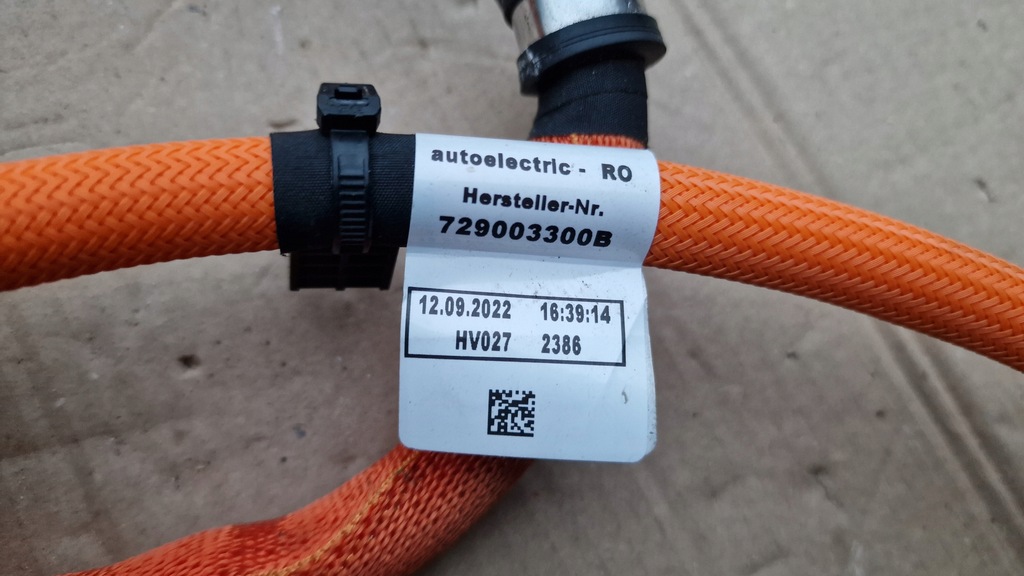 autoelectric - RO
Hersteller-Nr.
729003300B
12.09.2022 16:39:14
HV027 2386